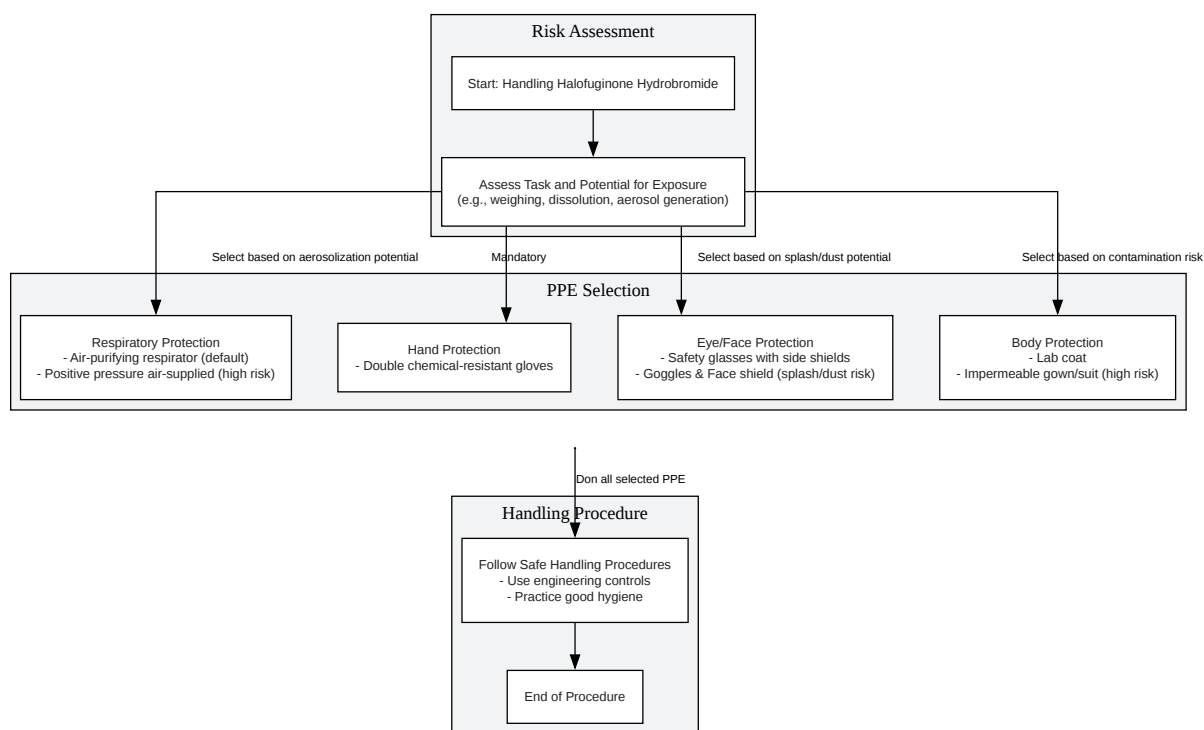 Risk Assessment
Start: Handling Halofuginone Hydrobromide
Assess Task and Potential for Exposure
(e.g., weighing, dissolution, aerosol generation)
Select based on aerosolization potential
Mandatory
Select based on splash/dust potential
Select based on contamination risk
PPE Selection
Respiratory Protection
- Air-purifying respirator (default)
- Positive pressure air-supplied (high risk)
Hand Protection
- Double chemical-resistant gloves
Eye/Face Protection
- Safety glasses with side shields
- Goggles & Face shield (splash/dust risk)
Body Protection
- Lab coat
- Impermeable gown/suit (high risk)
Don all selected PPE
Handling Procedure
Follow Safe Handling Procedures
- Use engineering controls
- Practice good hygiene
End of Procedure